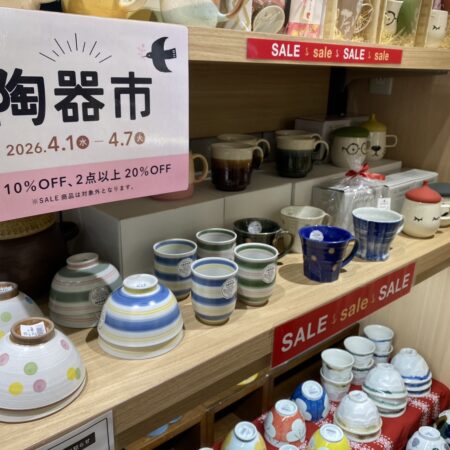 SALE ↓ sale ↓ SALE ↓ sale
陶器市
2026. 4.1水 - 4.7火
10%OFF、2点以上 20%OFF
※SALE商品は対象外となります。
SALE ↓ sale ↓ SALE